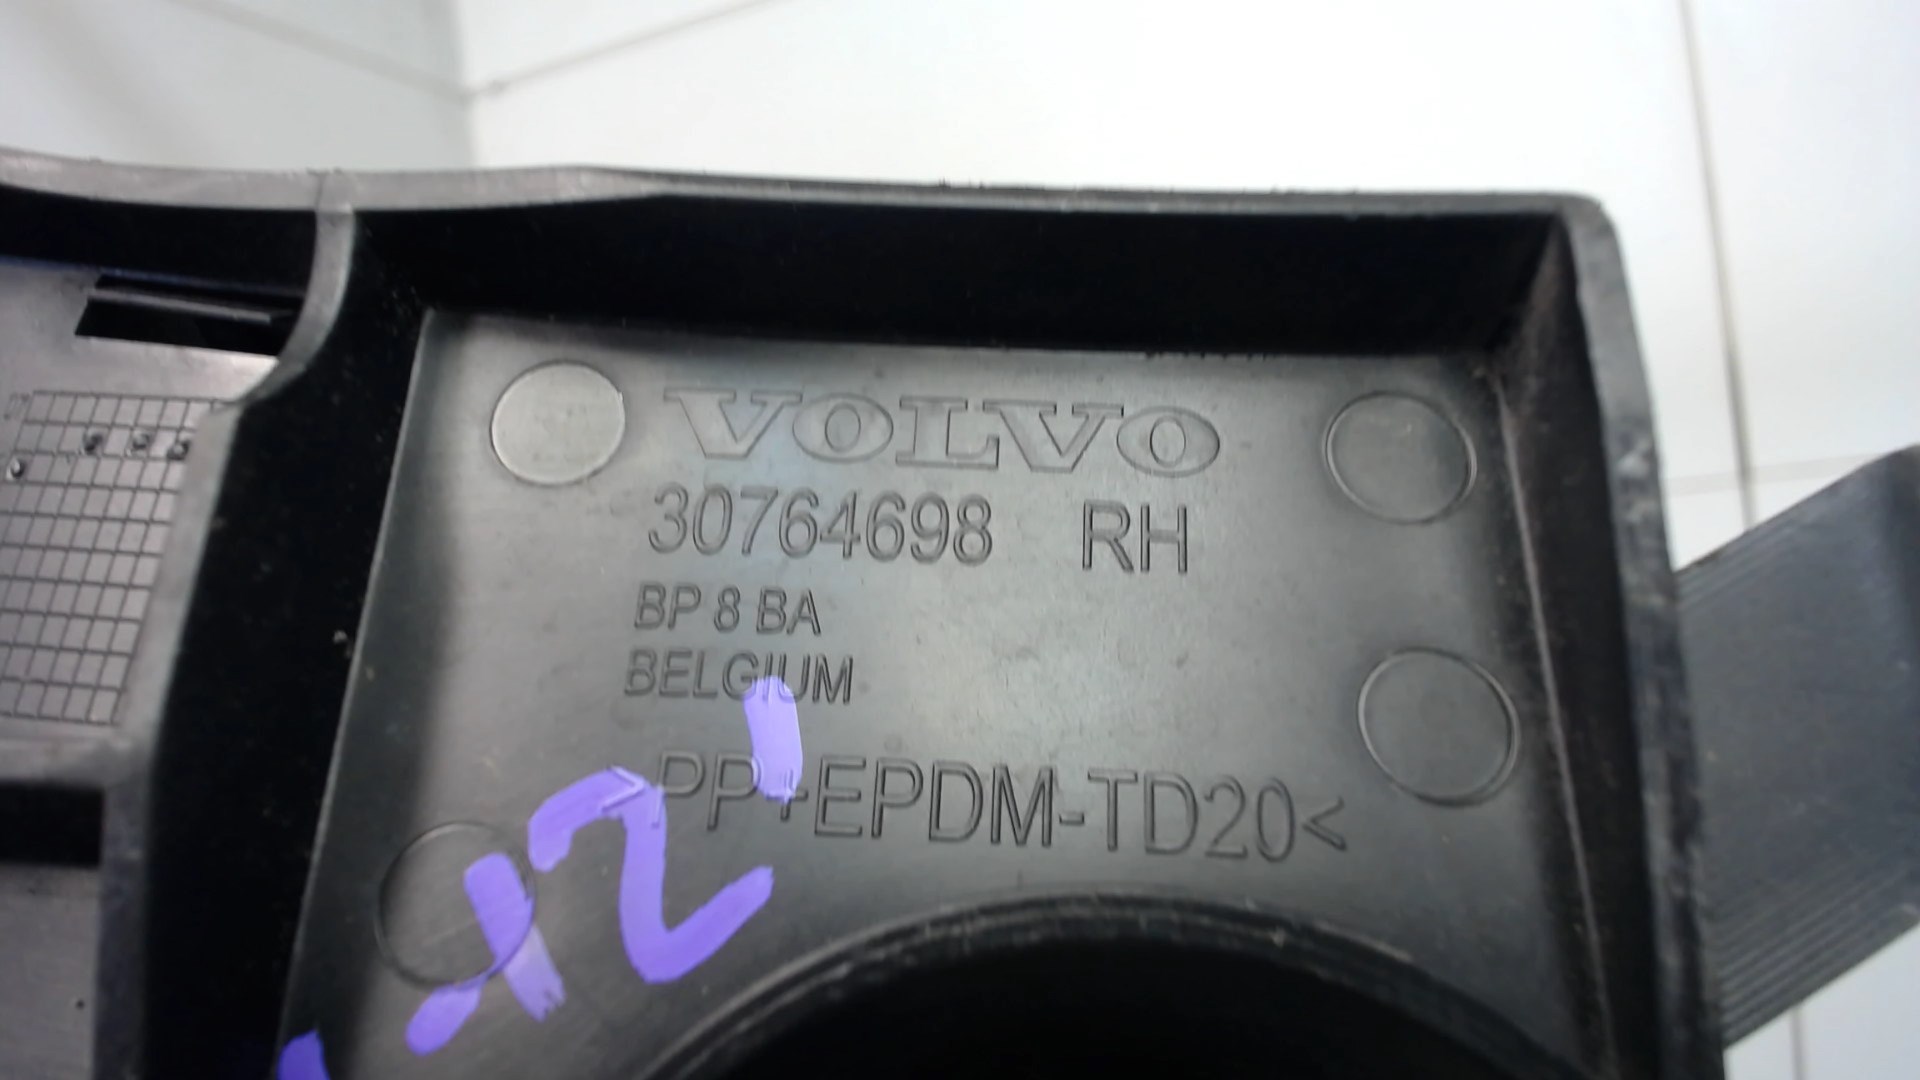 VOLVO
30764698 RH
BP 8 BA
BELGIUM
>PP+EPDM-TD20<